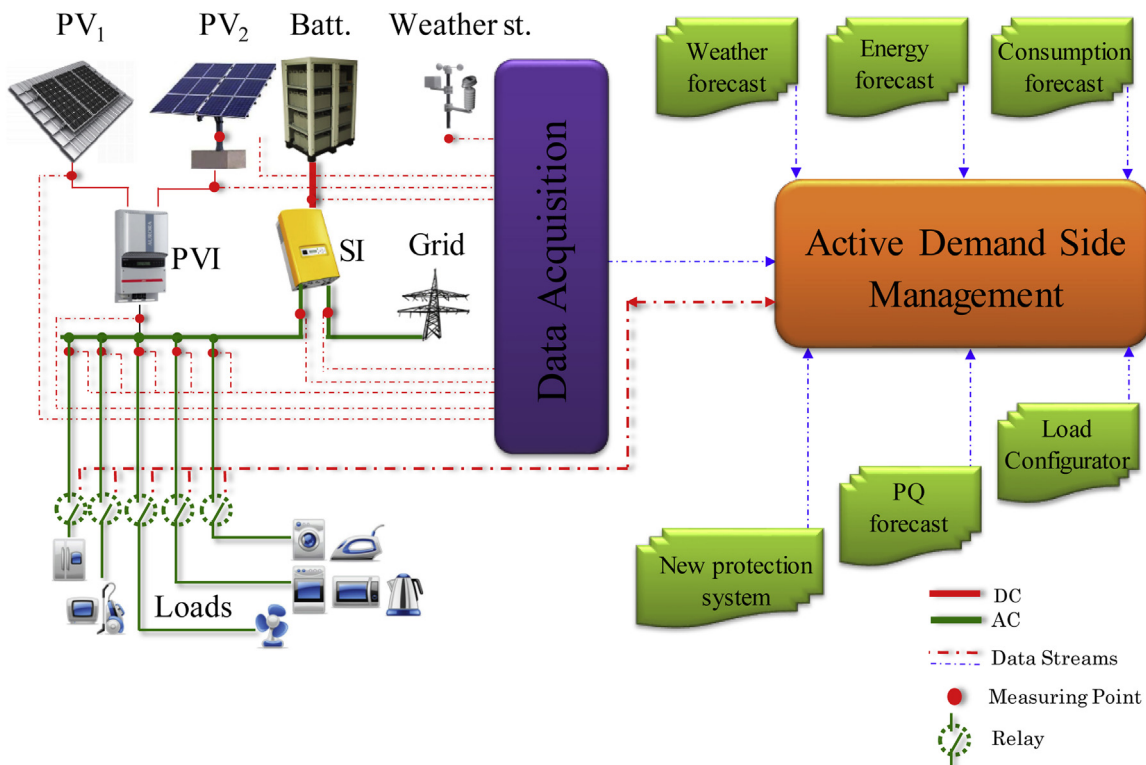 PV₁
PV₂
Batt.
Weather st.
Weather
forecast
Energy
forecast
Consumption
forecast
Data Acquisition
Active Demand Side
Management
PVI
SI
Grid
Load
Configurator
PQ
forecast
New protection
system
Loads
DC
AC
Data Streams
Measuring Point
Relay